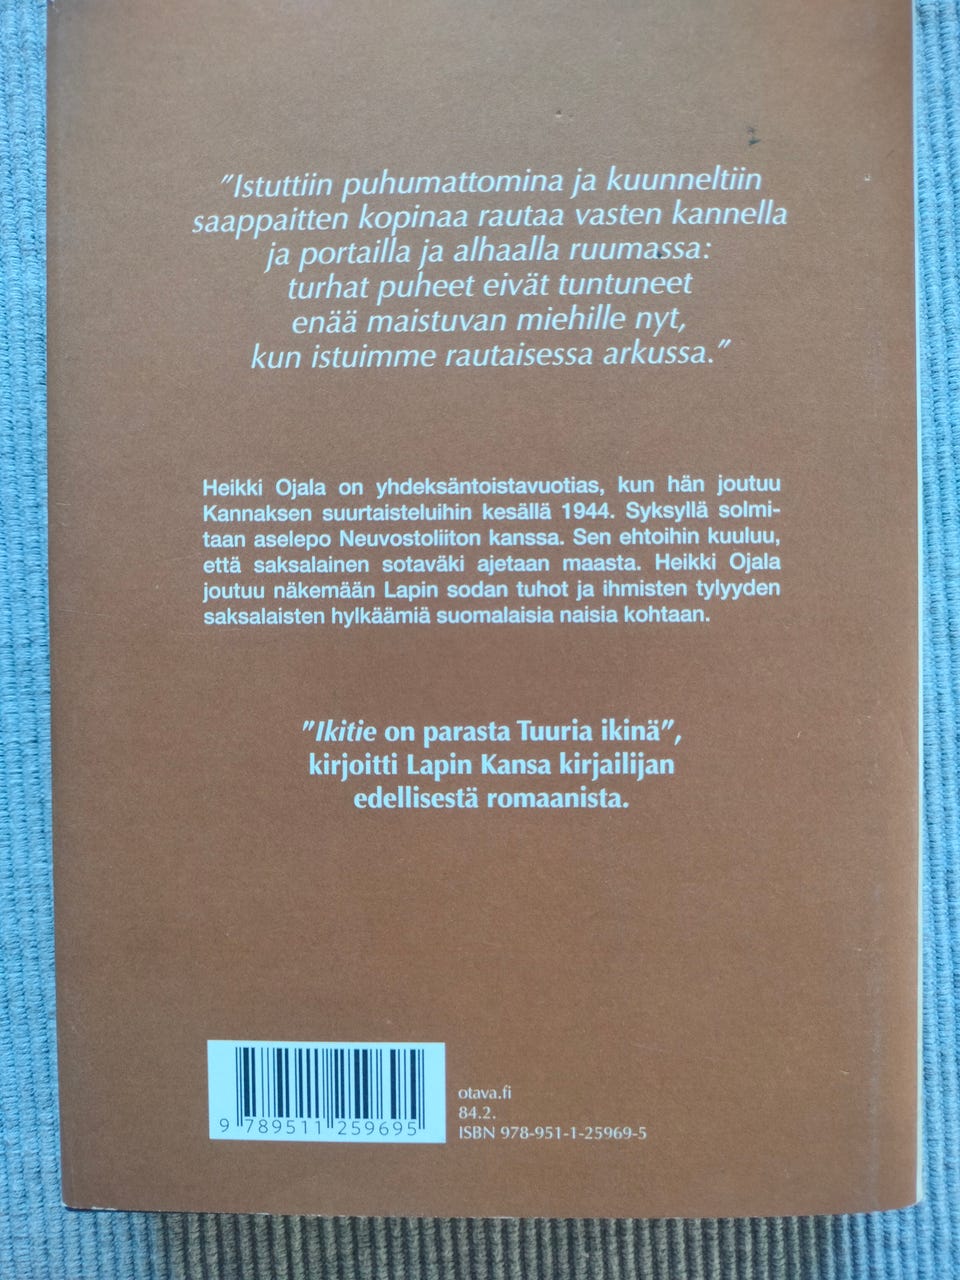 "Istuttiin puhumattomina ja kuunneltiin
saappaitten kopinaa rautaa vasten kannella
ja portailla ja alhaalla ruumassa:
turhat puheet eivät tuntuneet
enää maistuvan miehille nyt,
kun istuimme rautaisessa arkussa."
Heikki Ojala on yhdeksäntoistavuotias, kun hän joutuu
Kannaksen suurtaisteluihin kesällä 1944. Syksyllä solmi-
taan aselepo Neuvostoliiton kanssa. Sen ehtoihin kuuluu,
että saksalainen sotaväki ajetaan maasta. Heikki Ojala
joutuu näkemään Lapin sodan tuhot ja ihmisten tylyyden
saksalaisten hylkäämiä suomalaisia naisia kohtaan.
"Ikitie on parasta Tuuria ikinä",
kirjoitti Lapin Kansa kirjailijan
edellisestä romaanista.
9 789511 259695
otava.fi
84.2.
ISBN 978-951-1-25969-5